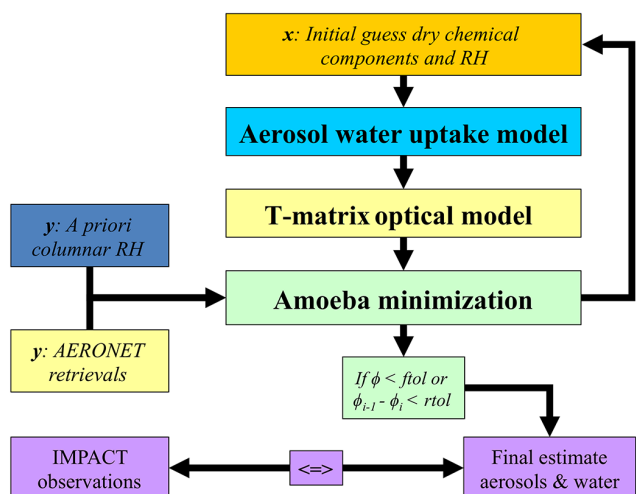 x: Initial guess dry chemical
components and RH
Aerosol water uptake model
T-matrix optical model
y: A priori
columnar RH
Amoeba minimization
y: AERONET
retrievals
If ϕ < ftol or
ϕi-1 - ϕi < rtol
IMPACT
observations
<=>
Final estimate
aerosols & water